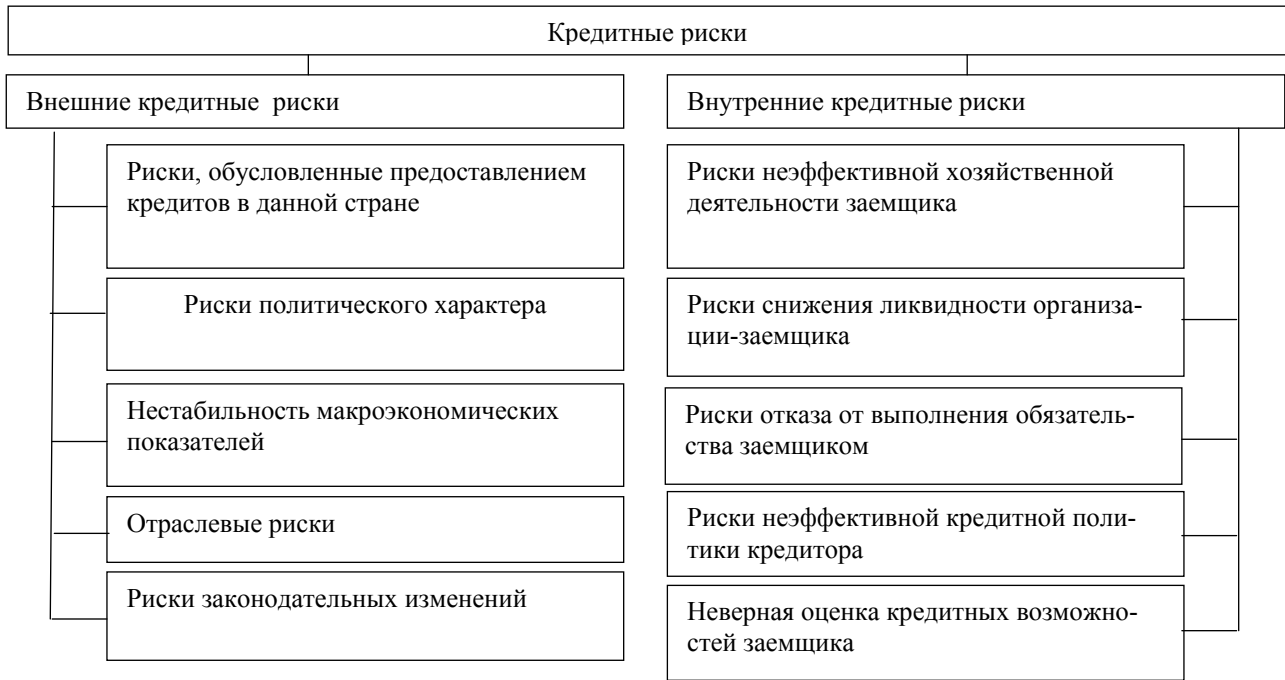 Кредитные риски
Внешние кредитные риски
Риски, обусловленные предоставлением
кредитов в данной стране
Риски политического характера
Нестабильность макроэкономических
показателей
Отраслевые риски
Риски законодательных изменений
Внутренние кредитные риски
Риски неэффективной хозяйственной
деятельности заемщика
Риски снижения ликвидности организа-
ции-заемщика
Риски отказа от выполнения обязатель-
ства заемщиком
Риски неэффективной кредитной поли-
тики кредитора
Неверная оценка кредитных возможно-
стей заемщика